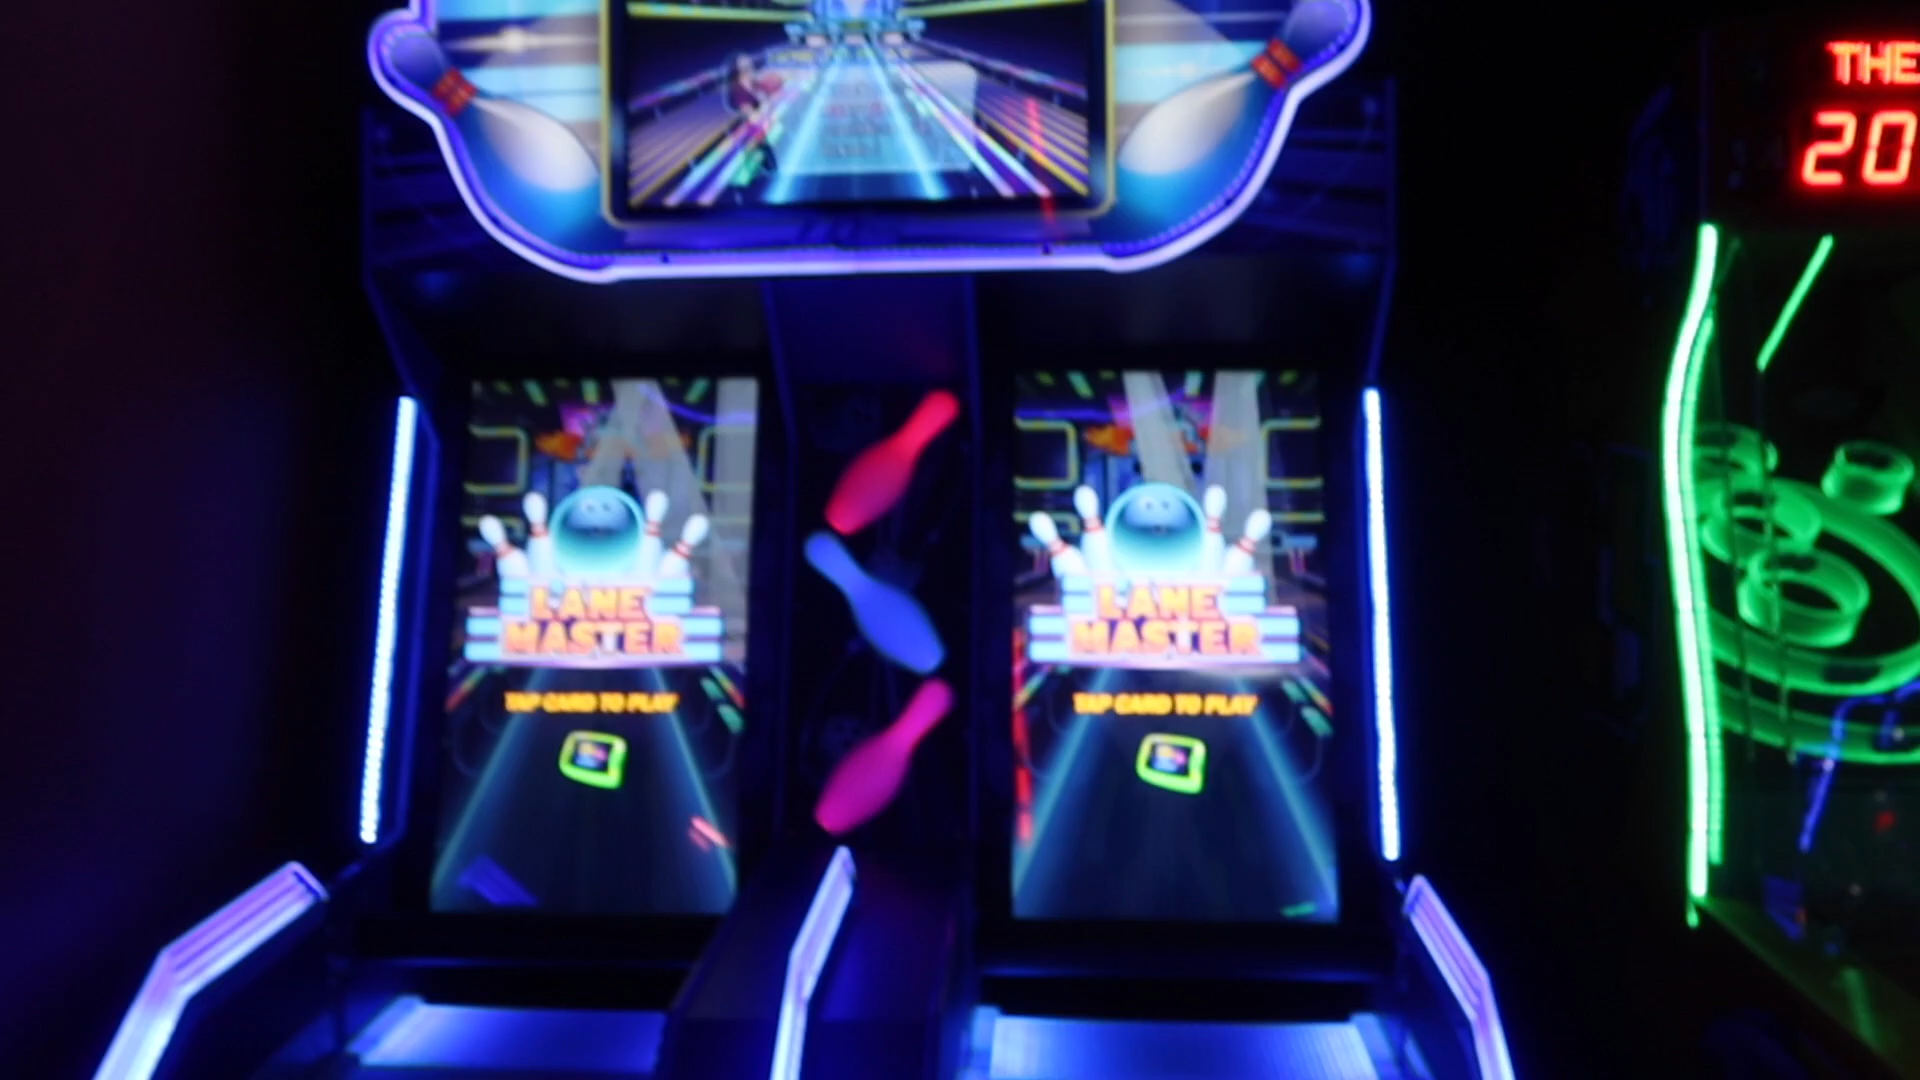 THE
20
LANE
MASTER
TAP CARD TO PLAY
LANE
MASTER
TAP CARD TO PLAY